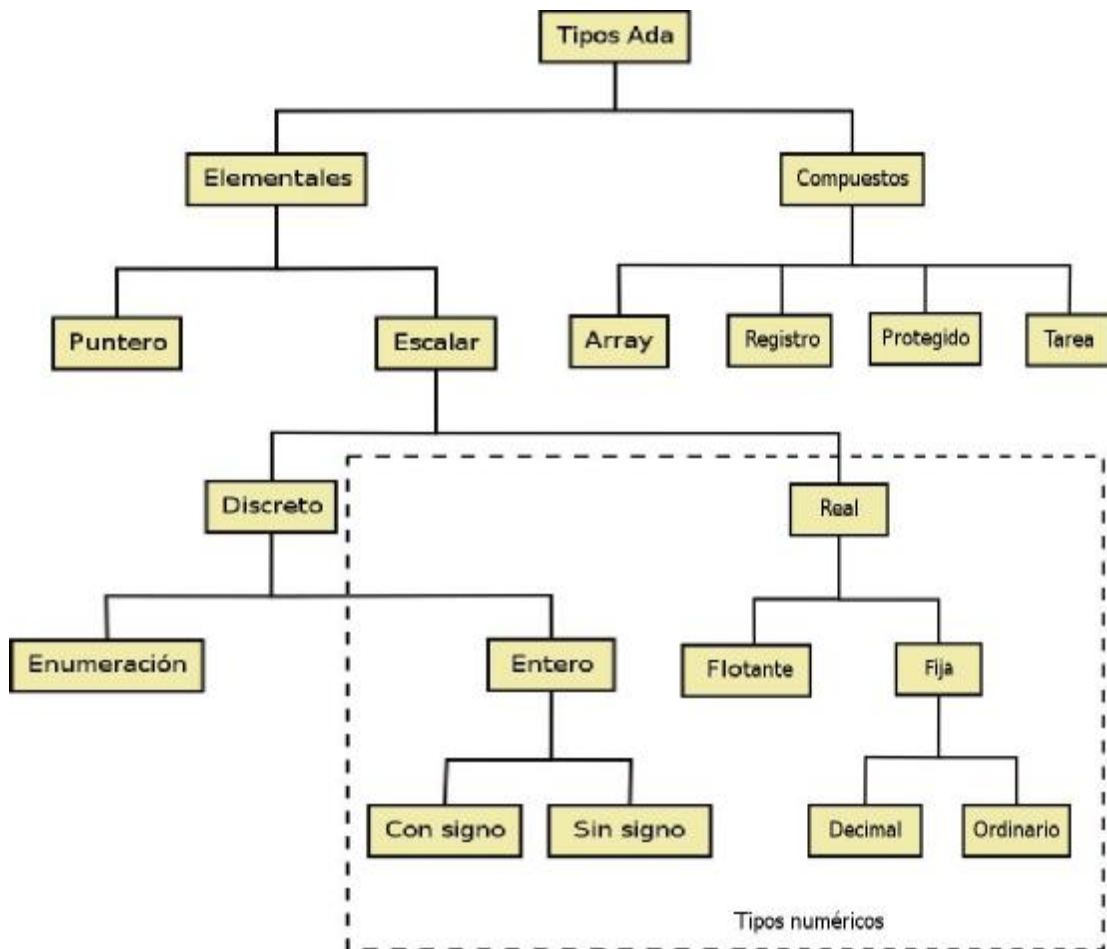 Tipos Ada
Elementales
Compuestos
Puntero
Escalar
Array
Registro
Protegido
Tarea
Discreto
Real
Enumeración
Entero
Flotante
Fija
Con signo
Sin signo
Decimal
Ordinario
Tipos numéricos